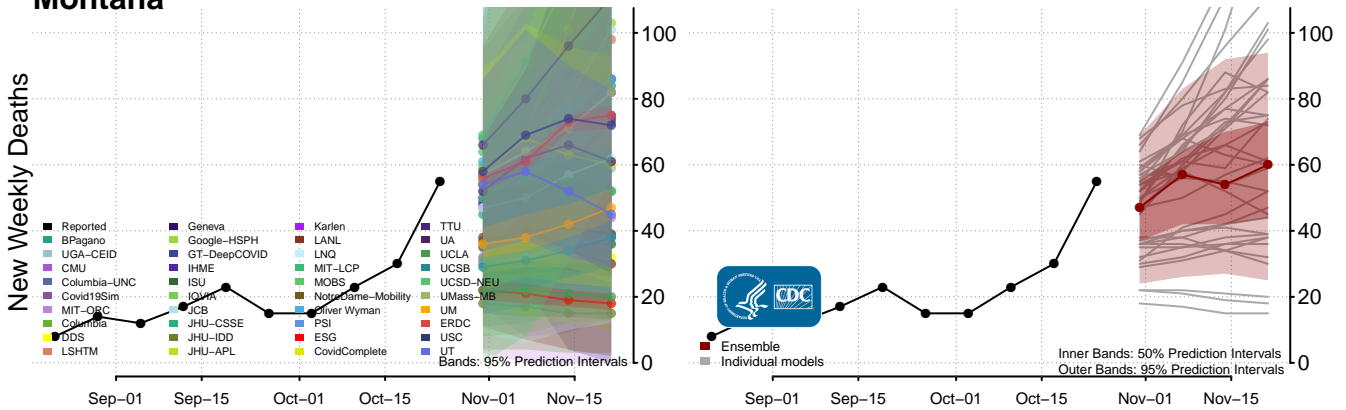 Montana
New Weekly Deaths
Reported
BPagano
UGA−CEID
CMU
Columbia−UNC
Covid19Sim
MIT−ORC
Columbia
DDS
LSHTM
Geneva
Google−HSPH
GT−DeepCOVID
IHME
ISU
IQVIA
JCB
JHU−CSSE
JHU−IDD
JHU−APL
Karlen
LANL
LNQ
MIT−LCP
MOBS
NotreDame−Mobility
Oliver Wyman
PSI
ESG
CovidComplete
TTU
UA
UCLA
UCSB
UCSD−NEU
UMass−MB
UM
ERDC
USC
UT
Bands: 95% Prediction Intervals
100
80
60
40
20
0
Sep−01 Sep−15 Oct−01 Oct−15 Nov−01 Nov−15
CDC
Ensemble
Individual models
Inner Bands: 50% Prediction Intervals
Outer Bands: 95% Prediction Intervals
100
80
60
40
20
0
Sep−01 Sep−15 Oct−01 Oct−15 Nov−01 Nov−15